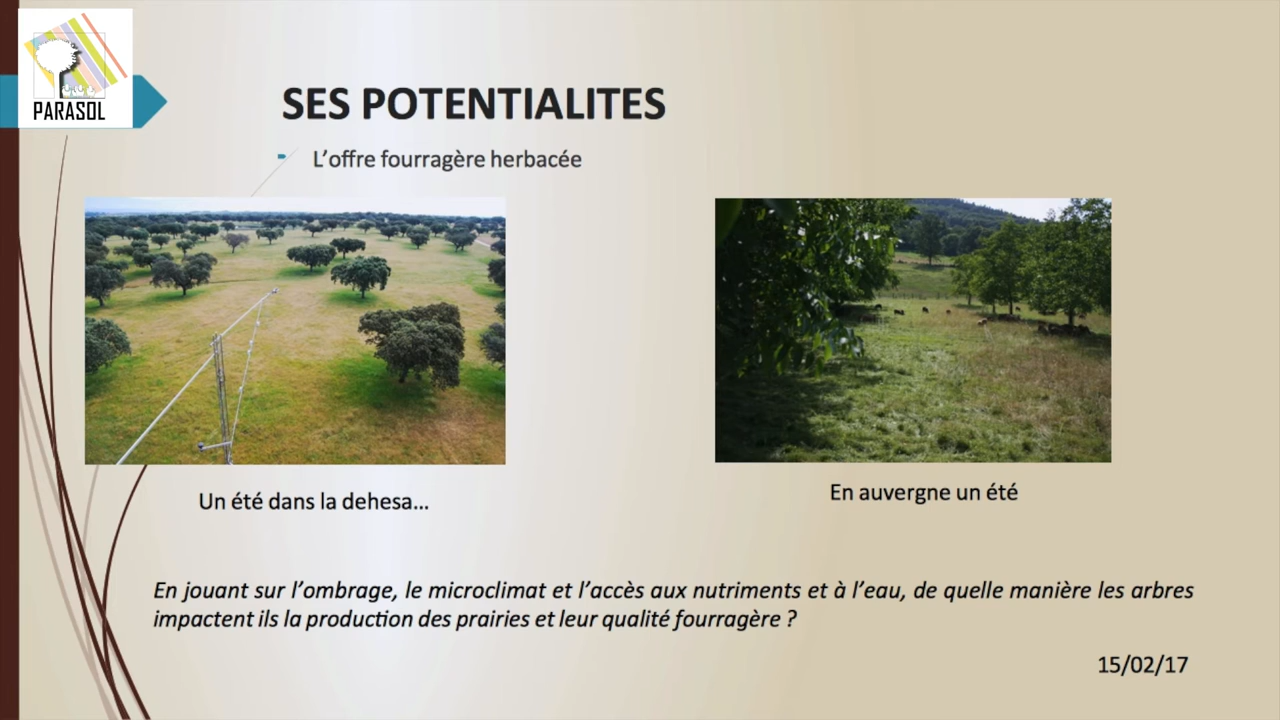 PARASOL
SES POTENTIALITES
L’offre fourragère herbacée
Un été dans la dehesa...
En auvergne un été
En jouant sur l’ombrage, le microclimat et l’accès aux nutriments et à l’eau, de quelle manière les arbres
impactent ils la production des prairies et leur qualité fourragère ?
15/02/17